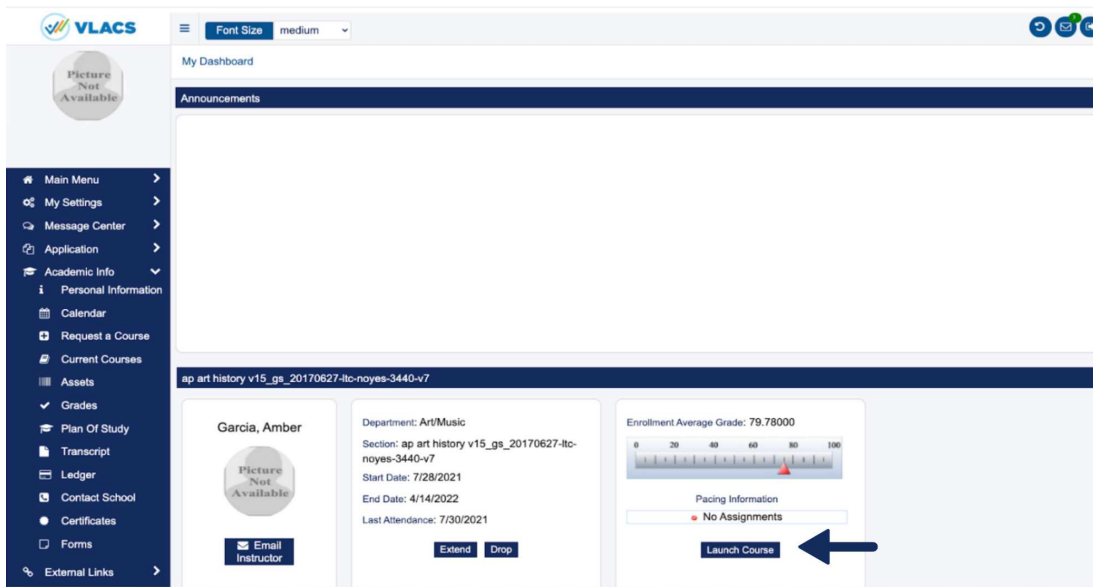 VLACS
Font Size medium
3
My Dashboard
Picture
Not
Available
Announcements
Main Menu
My Settings
Message Center
Application
Academic Info
i Personal Information
Calendar
Request a Course
Current Courses
Assets
Grades
Plan Of Study
Transcript
Ledger
Contact School
Certificates
Forms
External Links
ap art history v15_gs_20170627-ltc-noyes-3440-v7
Garcia, Amber
Picture
Not
Available
Email
Instructor
Department: Art/Music
Section: ap art history v15_gs_20170627-ltc-
noyes-3440-v7
Start Date: 7/28/2021
End Date: 4/14/2022
Last Attendance: 7/30/2021
Extend Drop
Enrollment Average Grade: 79.78000
0 20 40 60 80 100
Pacing Information
No Assignments
Launch Course